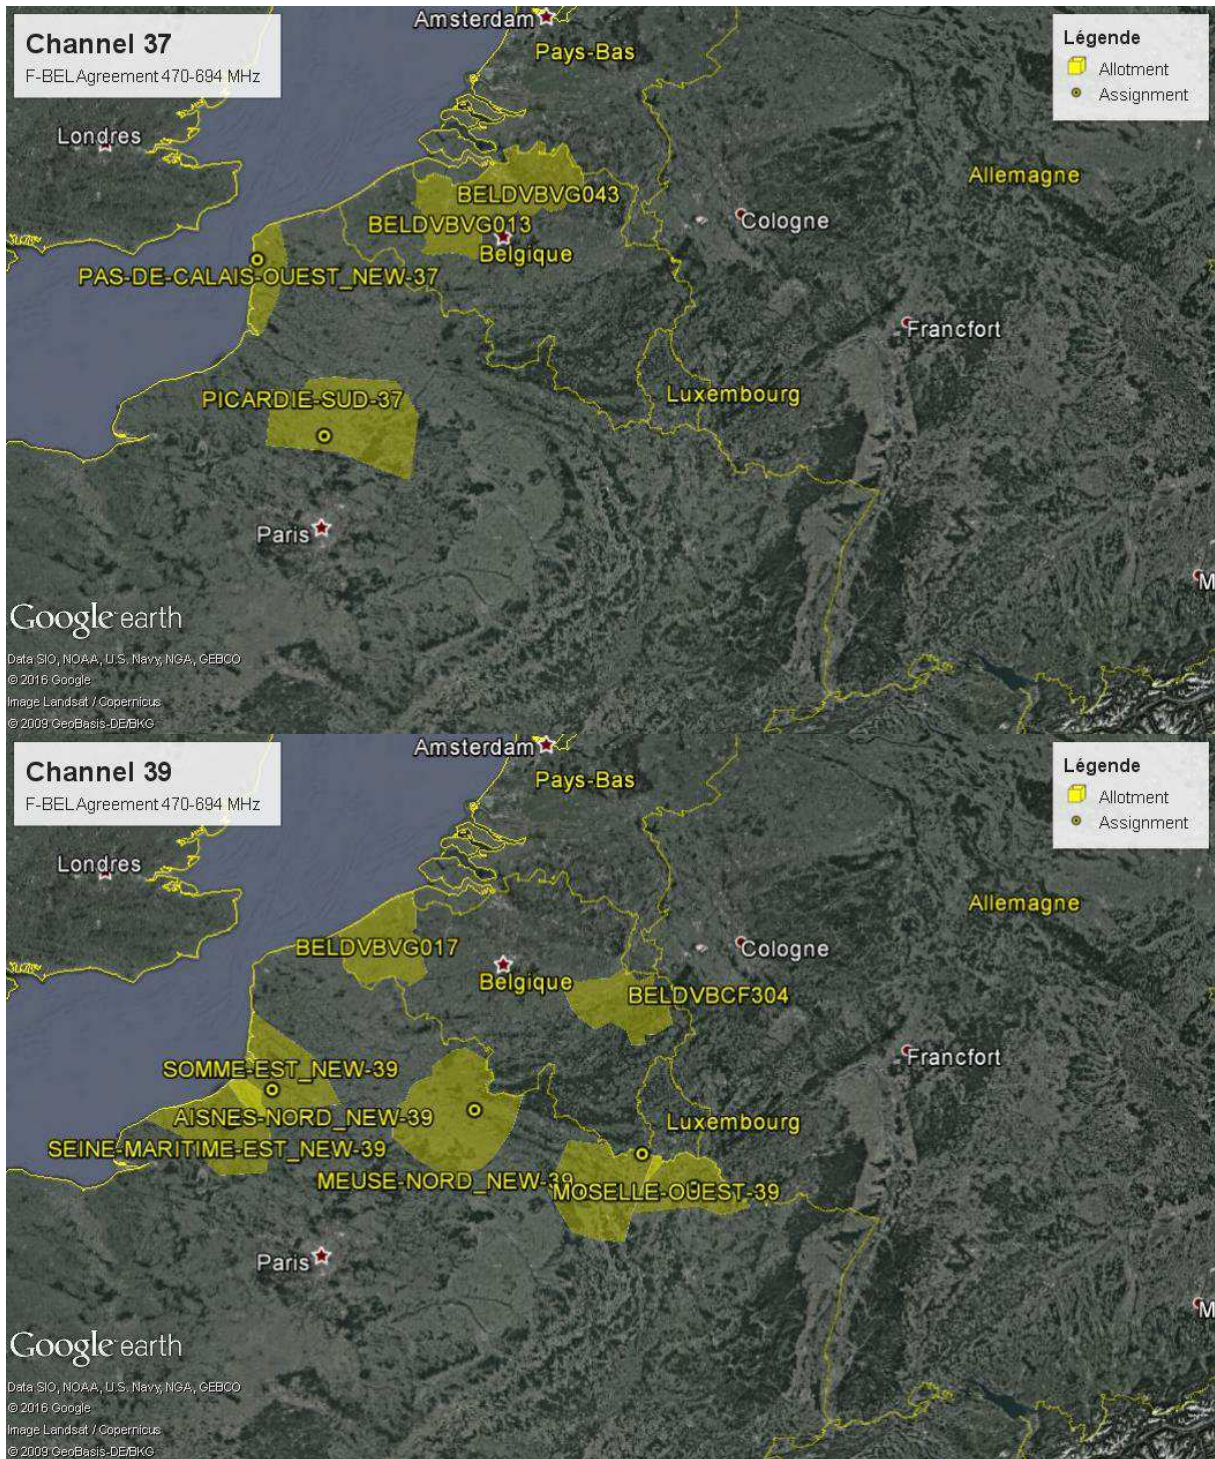 Channel 37
F-BEL Agreement 470-694 MHz
Légende
Allotment
Assignment
Amsterdam
Pays-Bas
Londres
Allemagne
BELDVBVG043
BELDVBVG013
Cologne
Belgique
PAS-DE-CALAIS-OUEST_NEW-37
Francfort
Luxembourg
PICARDIE-SUD-37
Paris
M
Google earth
Data SIO, NOAA, U.S. Navy, NGA, GEBCO
© 2016 Google
Image Landsat / Copernicus
© 2009 GeoBasis-DE/BKG
Channel 39
F-BEL Agreement 470-694 MHz
Légende
Allotment
Assignment
Amsterdam
Pays-Bas
Londres
Allemagne
BELDVBVG017
Cologne
Belgique
BELDVBCF304
Francfort
SOMME-EST_NEW-39
AISNES-NORD_NEW-39
Luxembourg
SEINE-MARITIME-EST_NEW-39
MEUSE-NORD_NEW-39
MOSELLE-OUEST-39
Paris
M
Google earth
Data SIO, NOAA, U.S. Navy, NGA, GEBCO
© 2016 Google
Image Landsat / Copernicus
© 2009 GeoBasis-DE/BKG